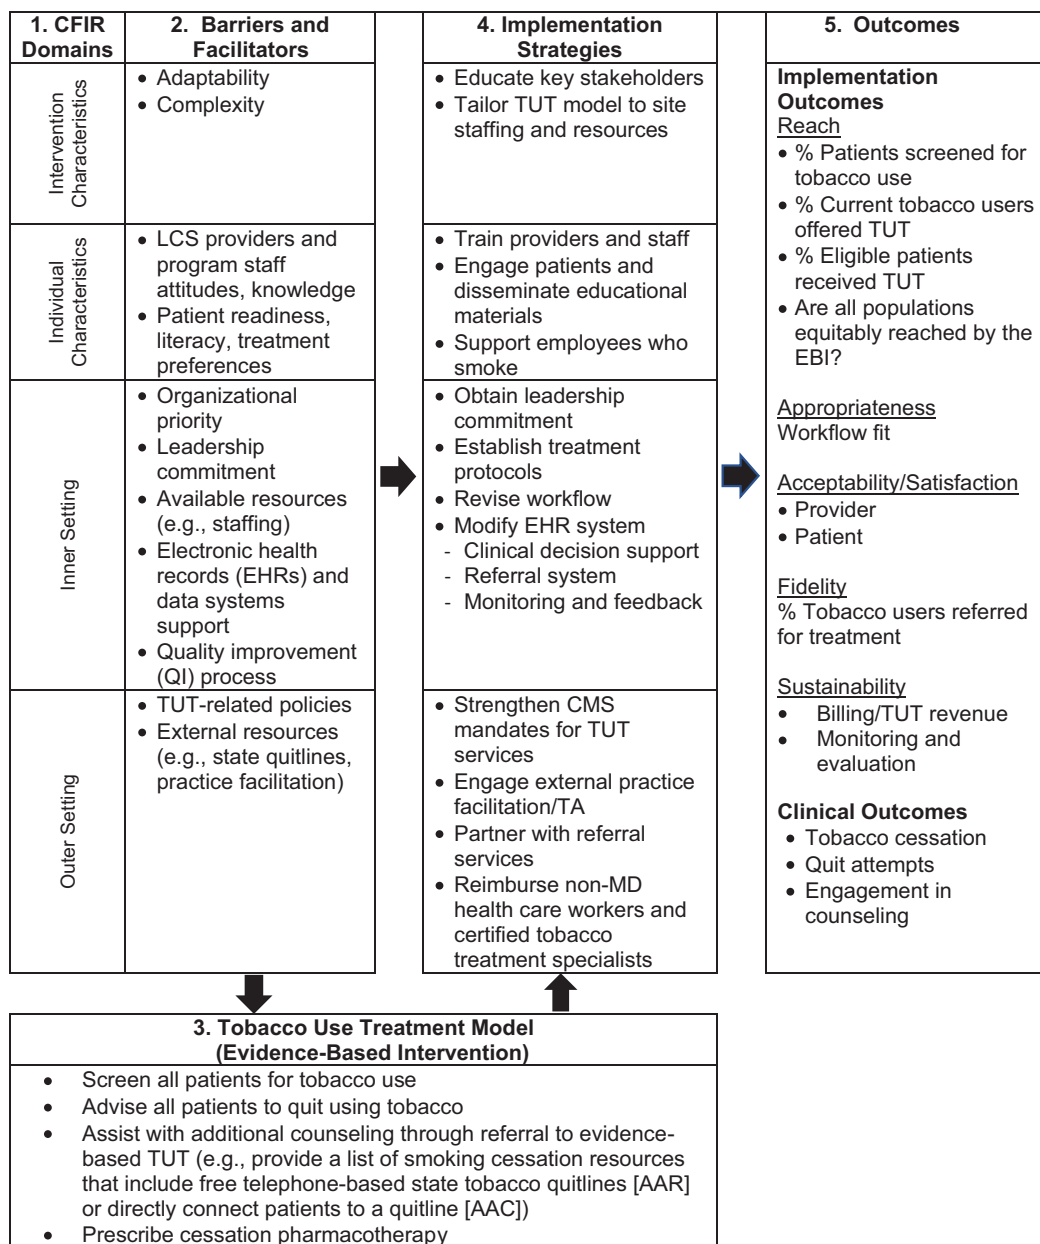 1. CFIR
Domains
2. Barriers and
Facilitators
4. Implementation
Strategies
5. Outcomes
Intervention
Characteristics
• Adaptability
• Complexity
• Educate key stakeholders
• Tailor TUT model to site
staffing and resources
Individual
Characteristics
• LCS providers and
program staff
attitudes, knowledge
• Patient readiness,
literacy, treatment
preferences
• Train providers and staff
• Engage patients and
disseminate educational
materials
• Support employees who
smoke
Inner Setting
• Organizational
priority
• Leadership
commitment
• Available resources
(e.g., staffing)
• Electronic health
records (EHRs) and
data systems
support
• Quality improvement
(QI) process
• Obtain leadership
commitment
• Establish treatment
protocols
• Revise workflow
• Modify EHR system
- Clinical decision support
- Referral system
- Monitoring and feedback
Outer Setting
• TUT-related policies
• External resources
(e.g., state quitlines,
practice facilitation)
• Strengthen CMS
mandates for TUT
services
• Engage external practice
facilitation/TA
• Partner with referral
services
• Reimburse non-MD
health care workers and
certified tobacco
treatment specialists
Implementation
Outcomes
Reach
• % Patients screened for
tobacco use
• % Current tobacco users
offered TUT
• % Eligible patients
received TUT
• Are all populations
equitably reached by the
EBI?
Appropriateness
Workflow fit
Acceptability/Satisfaction
• Provider
• Patient
Fidelity
% Tobacco users referred
for treatment
Sustainability
• Billing/TUT revenue
• Monitoring and
evaluation
Clinical Outcomes
• Tobacco cessation
• Quit attempts
• Engagement in
counseling
3. Tobacco Use Treatment Model
(Evidence-Based Intervention)
• Screen all patients for tobacco use
• Advise all patients to quit using tobacco
• Assist with additional counseling through referral to evidence-
based TUT (e.g., provide a list of smoking cessation resources
that include free telephone-based state tobacco quitlines [AAR]
or directly connect patients to a quitline [AAC])
• Prescribe cessation pharmacotherapy